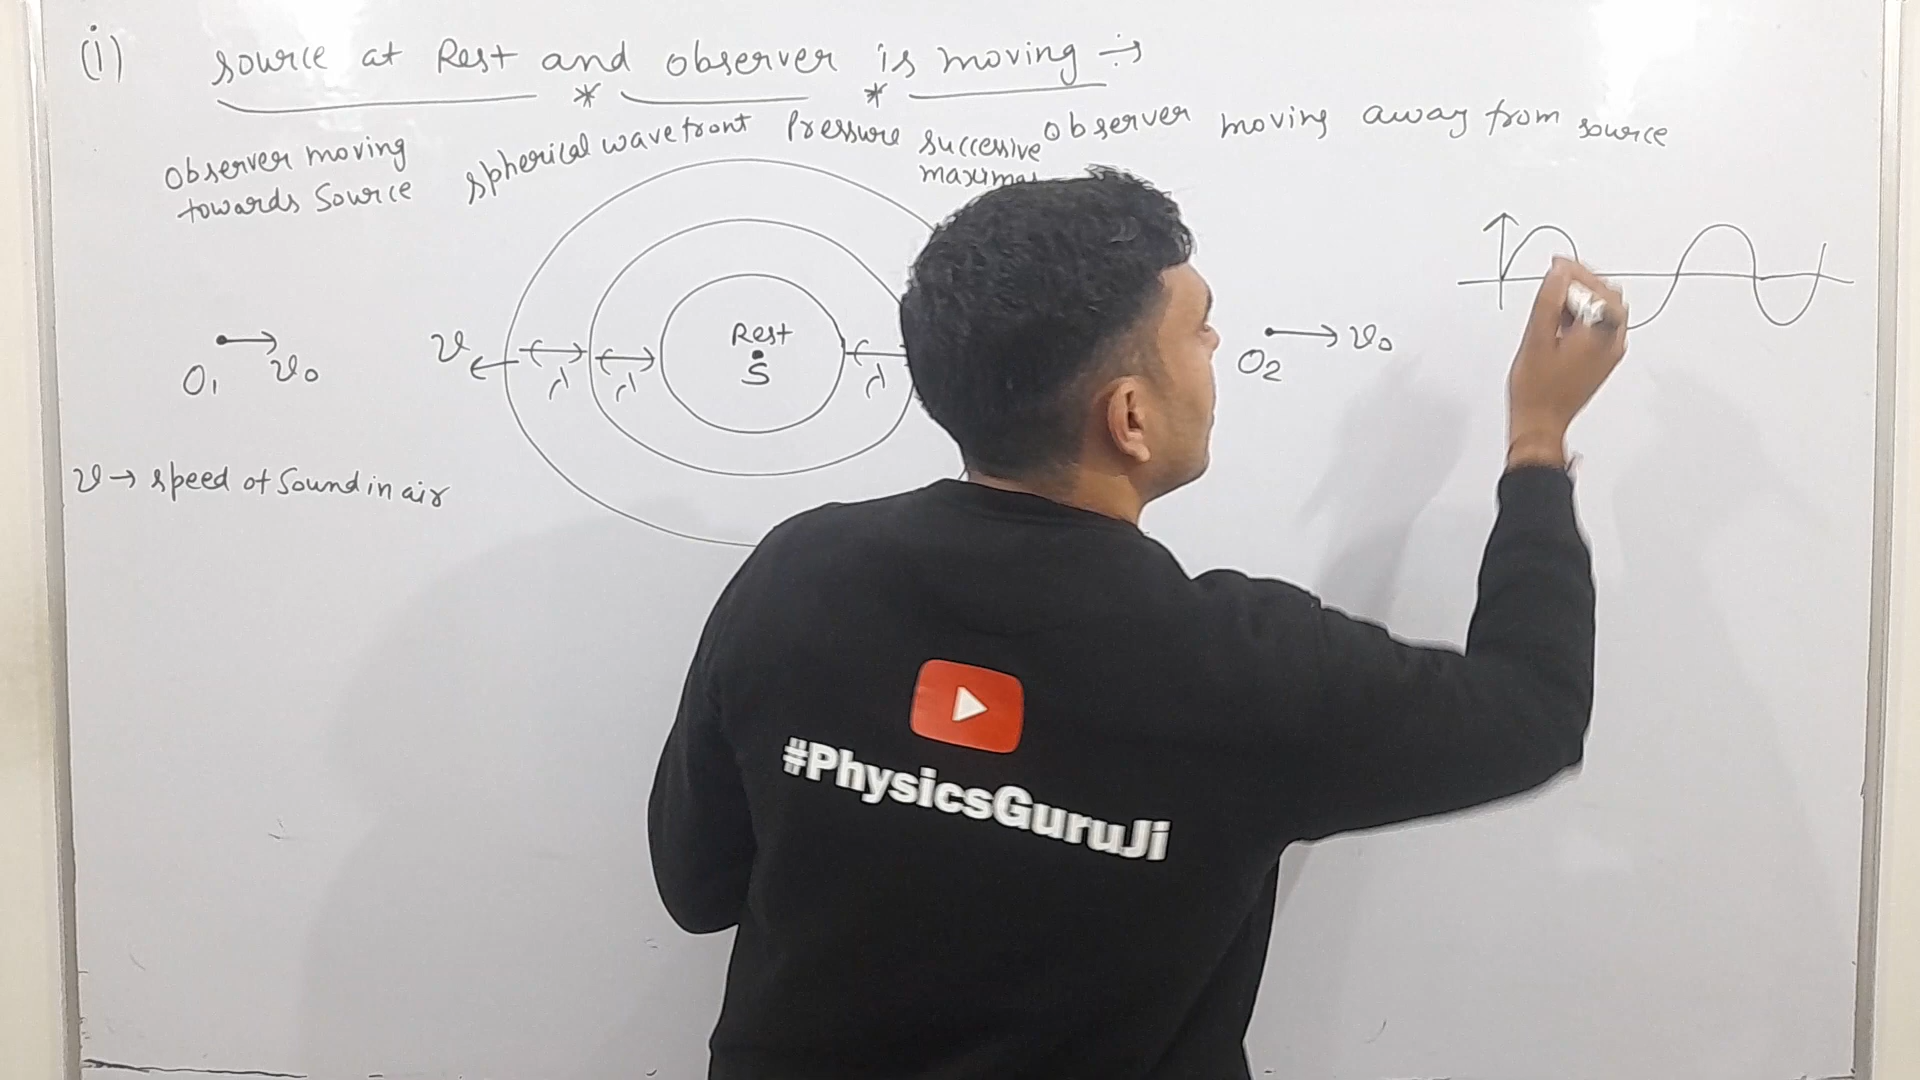 (i) source at Rest and observer is moving ÷→
* *
observer moving
towards source
spherical wavefront
Pressure successive
maxima
observer moving away from source
O₁ v₀
v
λ λ
Rest
S
λ
O₂ v₀
v → speed of sound in air
#PhysicsGuruJi